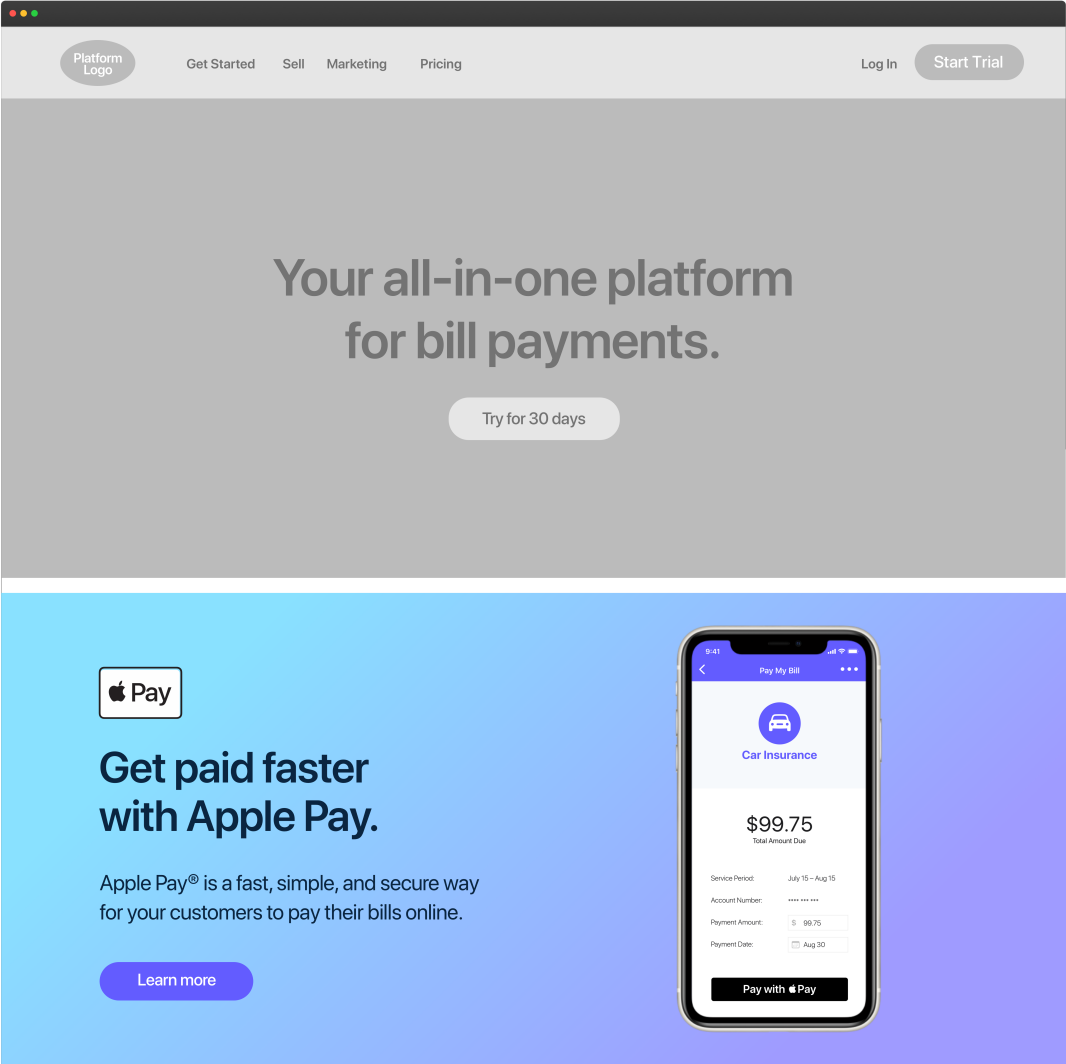 Platform
Logo
Get Started
Sell
Marketing
Pricing
Log In
Start Trial
Your all-in-one platform
for bill payments.
Try for 30 days
Pay
Get paid faster
with Apple Pay.
Apple Pay® is a fast, simple, and secure way
for your customers to pay their bills online.
Learn more
9:41
Pay My Bill
Car Insurance
$99.75
Total Amount Due
Service Period: July 15 – Aug 15
Account Number: •••• ••• •••
Payment Amount: $ 99.75
Payment Date: Aug 30
Pay with Pay